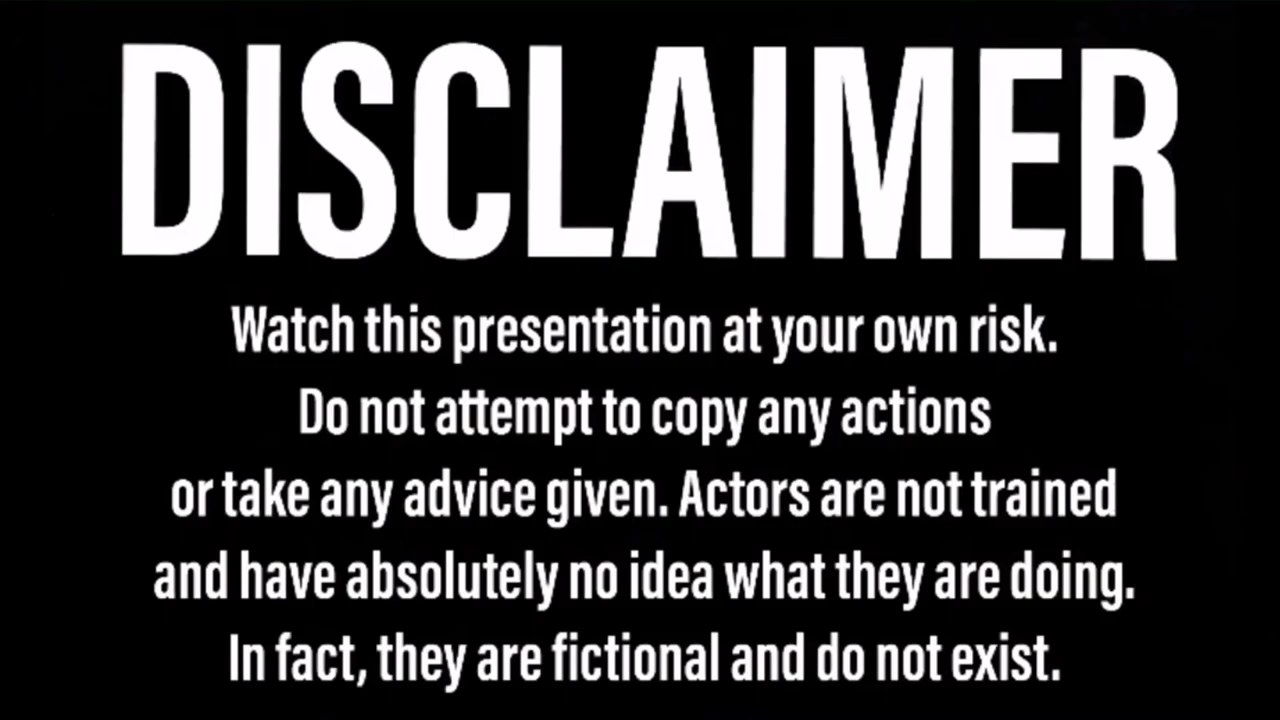 DISCLAIMER
Watch this presentation at your own risk.
Do not attempt to copy any actions
or take any advice given. Actors are not trained
and have absolutely no idea what they are doing.
In fact, they are fictional and do not exist.